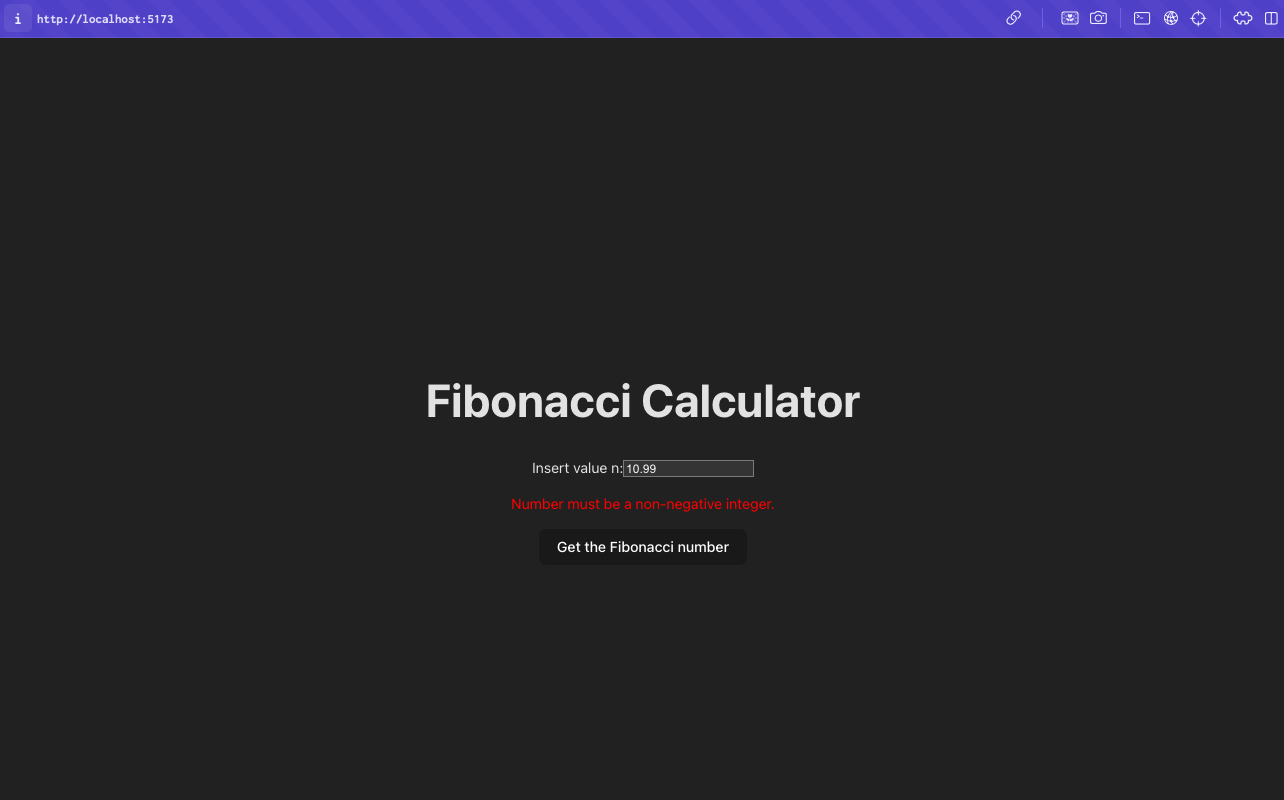 i http://localhost:5173
Fibonacci Calculator
Insert value n: 10.99
Number must be a non-negative integer.
Get the Fibonacci number